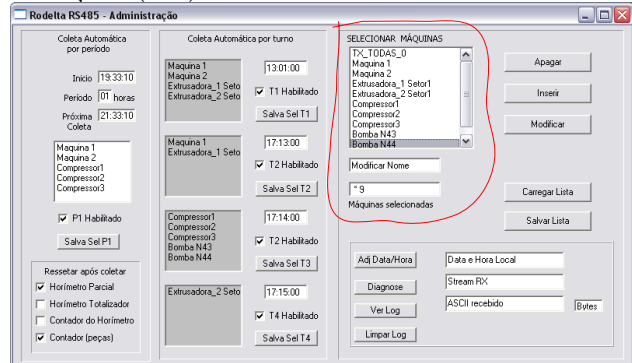 Rodelta RS485 - Administração
Coleta Automática
por período
Inicio 19:33:10
Período 01 horas
Próxima 21:33:10
Coleta
Maquina 1
Maquina 2
Compressor1
Compressor2
Compressor3
P1 Habilitado
Salva Sel P1
Ressetar após coletar
Horímetro Parcial
Horímetro Totalizador
Contador do Horímetro
Contador (peças)
Coleta Automática por turno
Maquina 1
Maquina 2
Extrusadora_1 Seto
Extrusadora_2 Seto
13:01:00
T1 Habilitado
Salva Sel T1
Maquina 1
Extrusadora_1 Seto
17:13:00
T2 Habilitado
Salva Sel T2
Compressor1
Compressor2
Compressor3
Bomba N43
Bomba N44
17:14:00
T2 Habilitado
Salva Sel T3
Extrusadora_2 Seto
17:15:00
T4 Habilitado
Salva Sel T4
SELECIONAR MÁQUINAS
TX_TODAS_0
Maquina 1
Maquina 2
Extrusadora_1 Setor1
Extrusadora_2 Setor1
Compressor1
Compressor2
Compressor3
Bomba N43
Bomba N44
Modificar Nome
" 9
Máquinas selecionadas
Apagar
Inserir
Modificar
Carregar Lista
Salvar Lista
Adj Data/Hora
Data e Hora Local
Diagnose
Stream RX
Ver Log
ASCII recebido
Bytes
Limpar Log